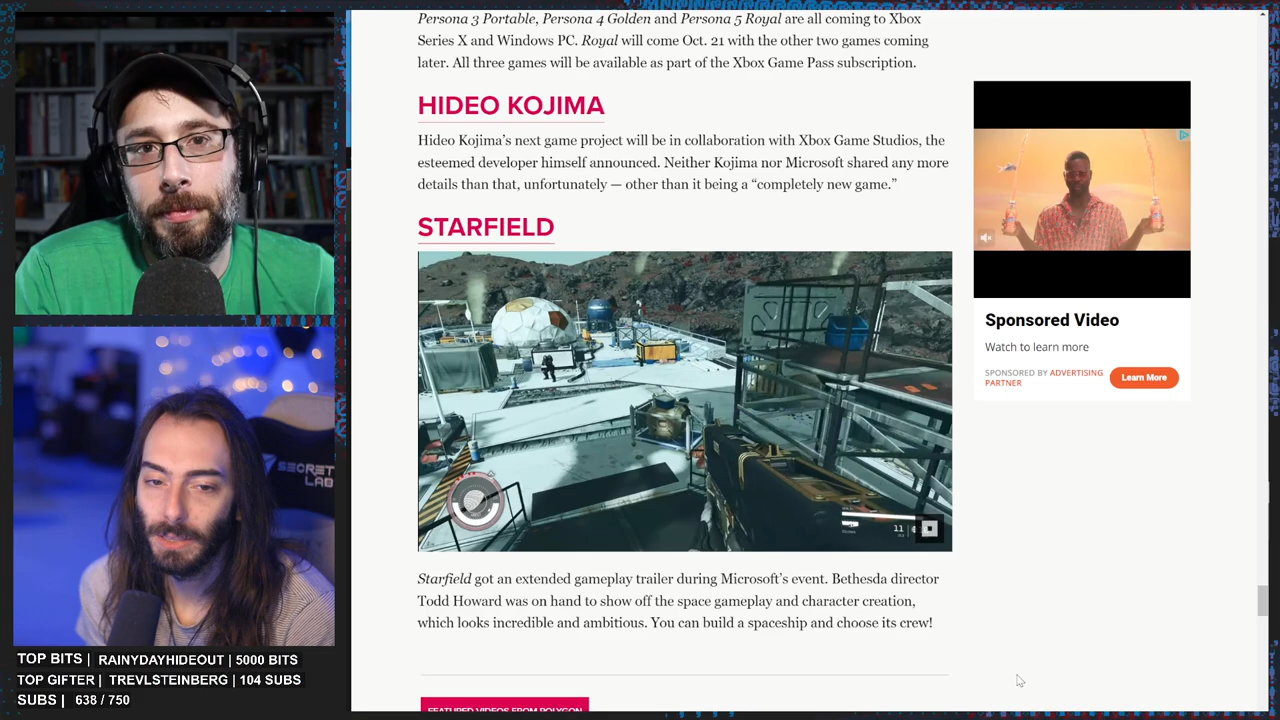 Persona 3 Portable, Persona 4 Golden and Persona 5 Royal are all coming to Xbox
Series X and Windows PC. Royal will come Oct. 21 with the other two games coming
later. All three games will be available as part of the Xbox Game Pass subscription.
HIDEO KOJIMA
Hideo Kojima’s next game project will be in collaboration with Xbox Game Studios, the
esteemed developer himself announced. Neither Kojima nor Microsoft shared any more
details than that, unfortunately — other than it being a “completely new game.”
STARFIELD
11
Starfield got an extended gameplay trailer during Microsoft’s event. Bethesda director
Todd Howard was on hand to show off the space gameplay and character creation,
which looks incredible and ambitious. You can build a spaceship and choose its crew!
FEATURED VIDEOS FROM POLYGON
Sponsored Video
Watch to learn more
SPONSORED BY ADVERTISING
PARTNER
Learn More
SECRET
LAB
TOP BITS | RAINYDAYHIDEOUT | 5000 BITS
TOP GIFTER | TREVLSTEINBERG | 104 SUBS
SUBS | 638 / 750